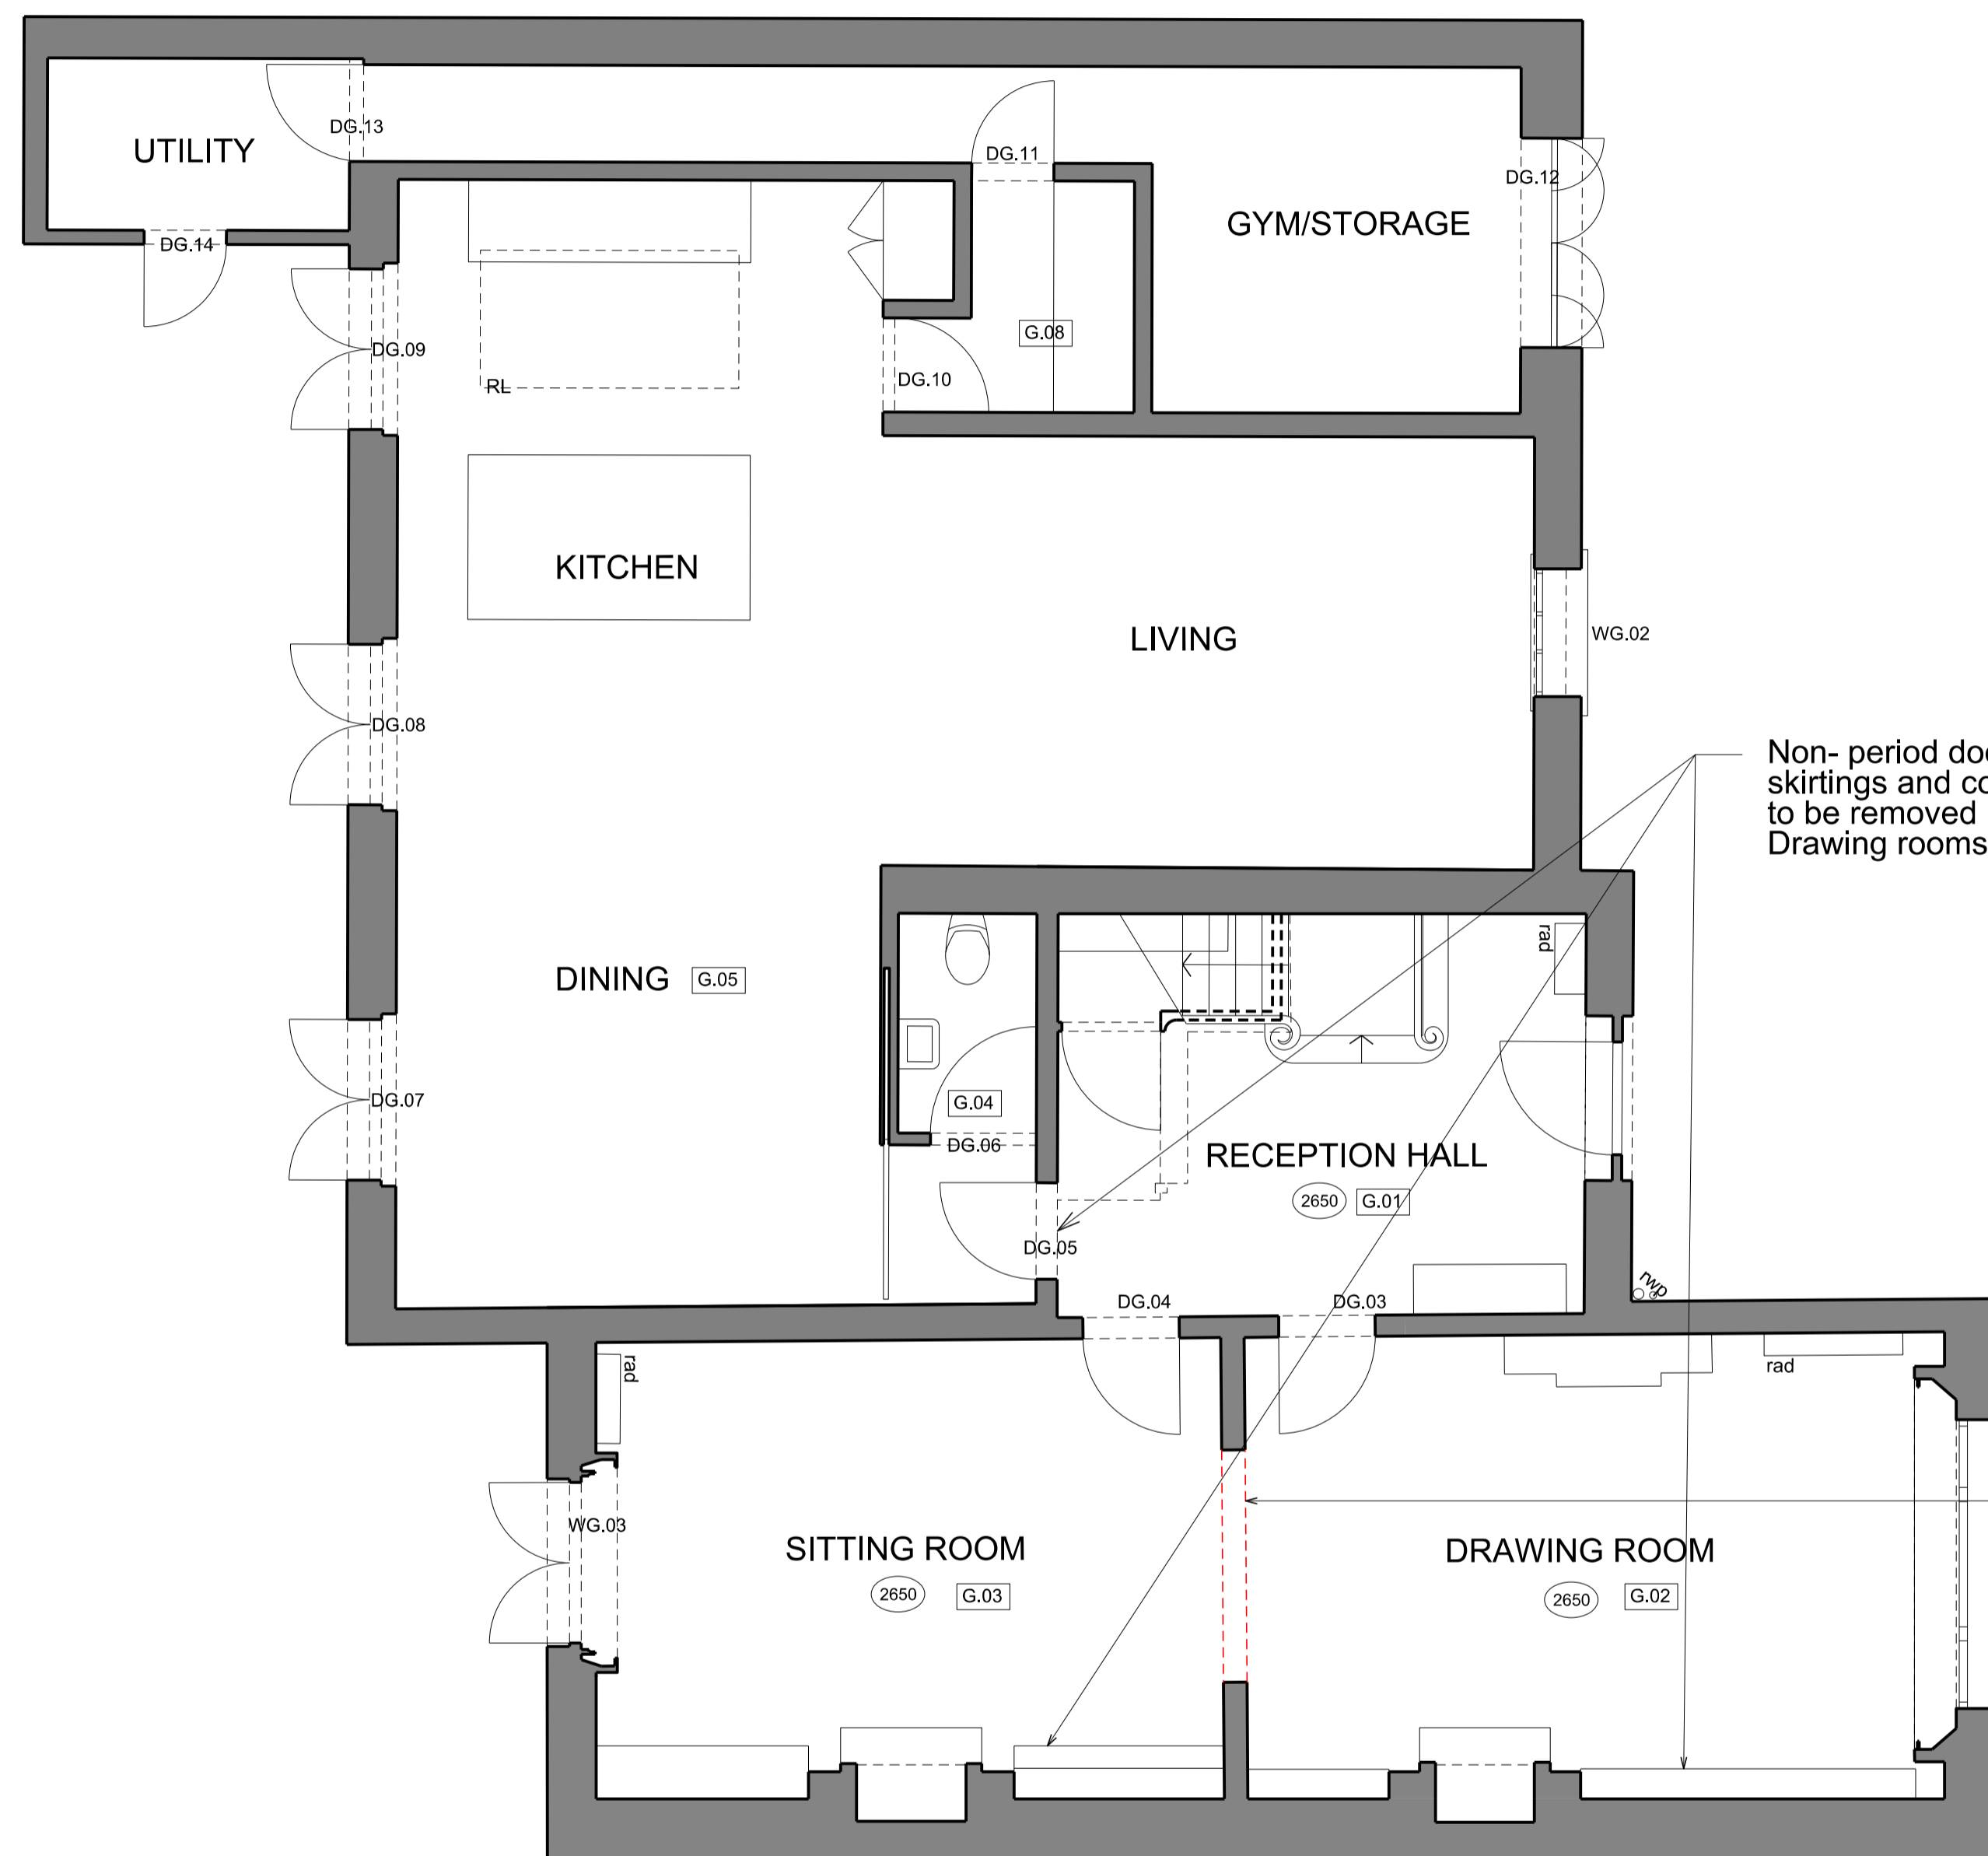 UTILITY
DG.13
DG.11
DG.12
GYM/STORAGE
DG.14
G.08
DG.09
RL
DG.10
KITCHEN
LIVING
WG.02
DG.08
Non- period
skirtings and
to be removed
Drawing rooms
rad
DINING
G.05
DG.07
G.04
DG.06
RECEPTION HALL
2650
G.01
DG.05
rwp
DG.04
DG.03
rad
rad
WG.03
SITTING ROOM
2650
G.03
DRAWING ROOM
2650
G.02